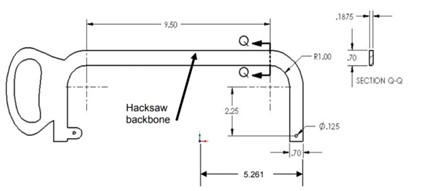 9.50
.1875
Q
R1.00
.70
Q
SECTION Q-Q
Hacksaw
backbone
2.25
Ø.125
.70
5.261